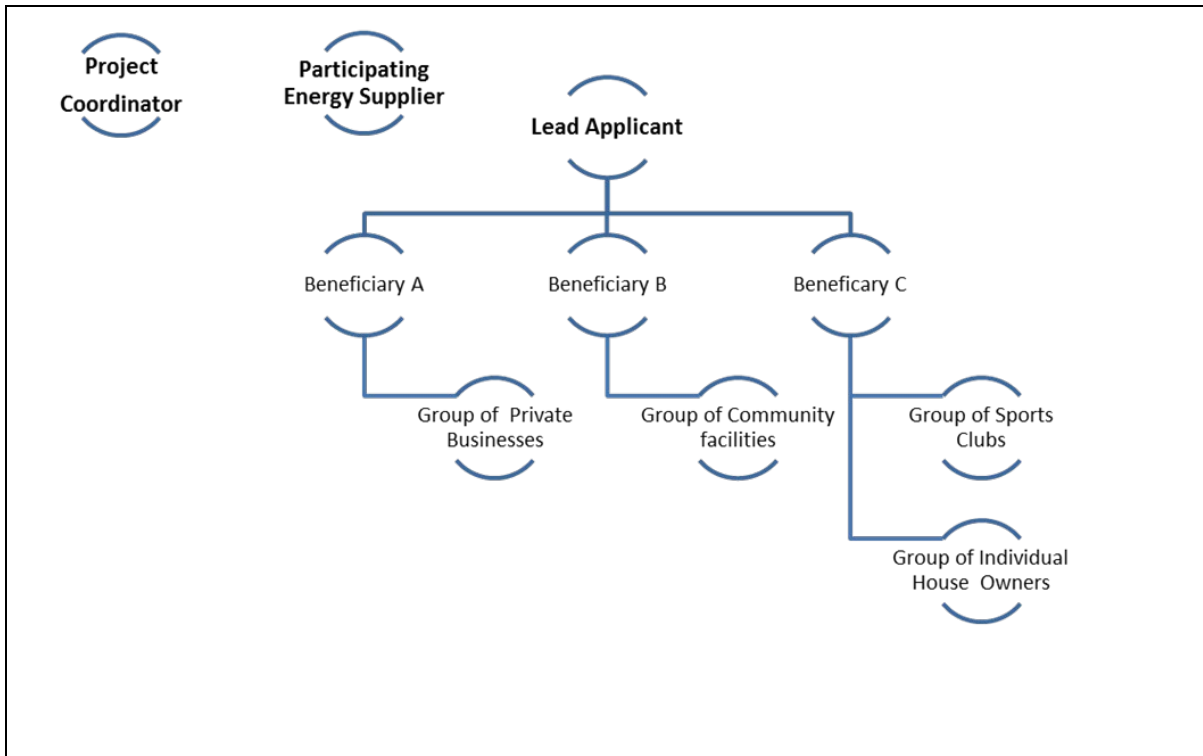 Project
Coordinator
Participating
Energy Supplier
Lead Applicant
Beneficiary A
Beneficiary B
Beneficary C
Group of  Private
Businesses
Group of Community
facilities
Group of Sports
Clubs
Group of Individual
House  Owners